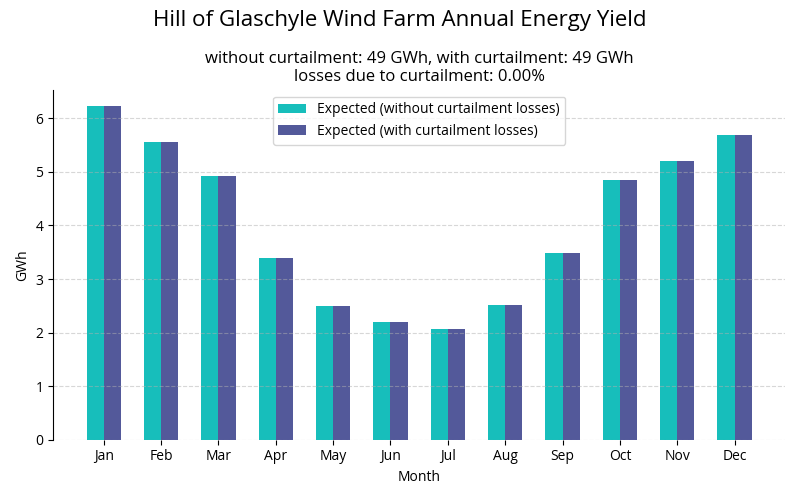 Hill of Glaschyle Wind Farm Annual Energy Yield
without curtailment: 49 GWh, with curtailment: 49 GWh
losses due to curtailment: 0.00%
Expected (without curtailment losses)
Expected (with curtailment losses)
GWh
6
5
4
3
2
1
0
Jan Feb Mar Apr May Jun Jul Aug Sep Oct Nov Dec
Month